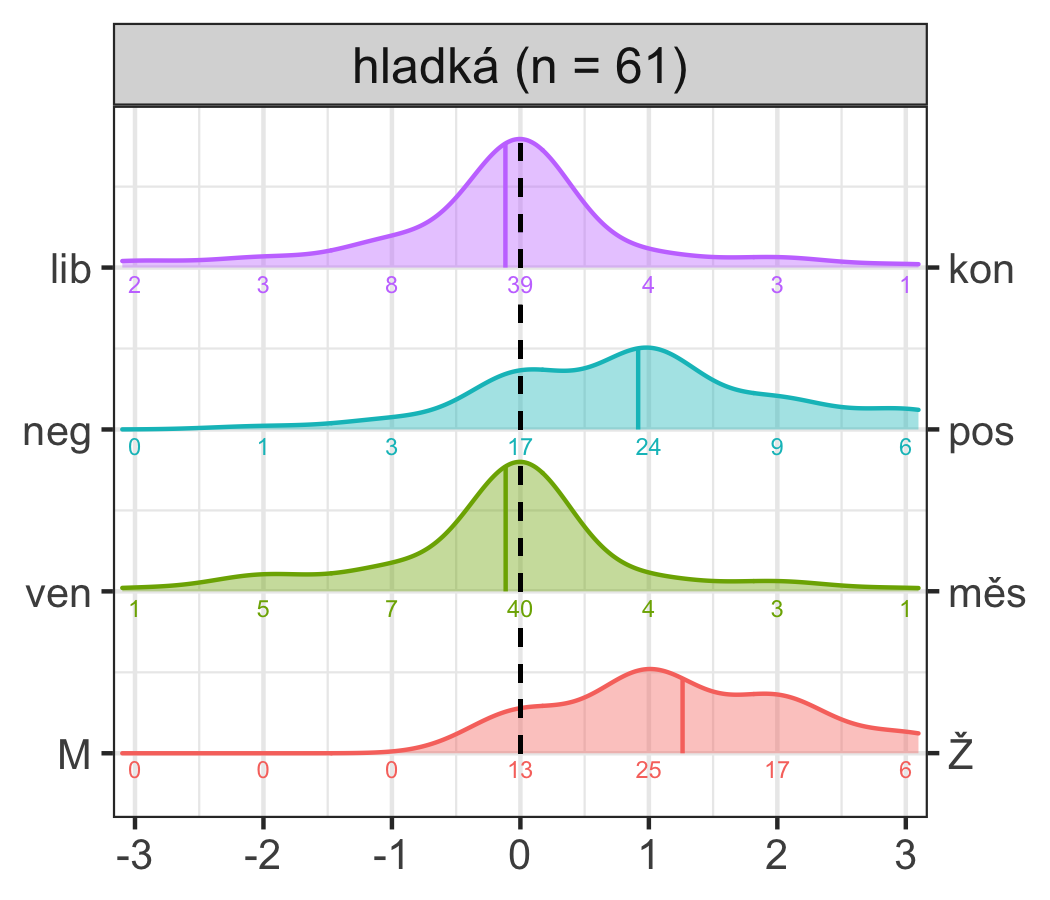 hladká (n = 61)
lib kon
2 3 8 39 4 3 1
neg pos
0 1 3 17 24 9 6
ven měs
1 5 7 40 4 3 1
M Ž
0 0 0 13 25 17 6
-3 -2 -1 0 1 2 3